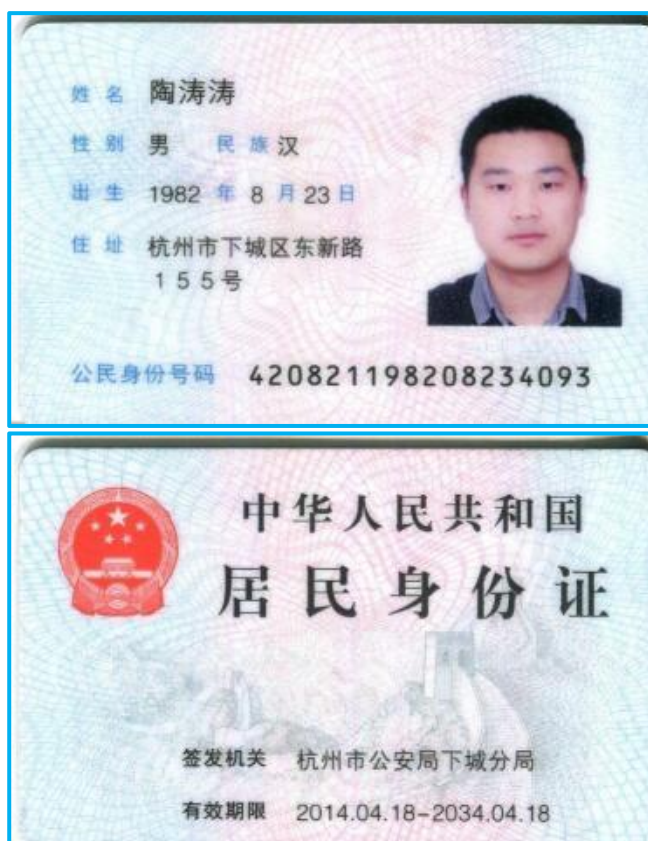 姓名 陶涛涛
性别 男 民族 汉
出生 1982 年 8 月 23 日
住址 杭州市下城区东新路
155号
公民身份号码 420821198208234093
中华人民共和国
居民身份证
签发机关 杭州市公安局下城分局
有效期限 2014.04.18-2034.04.18